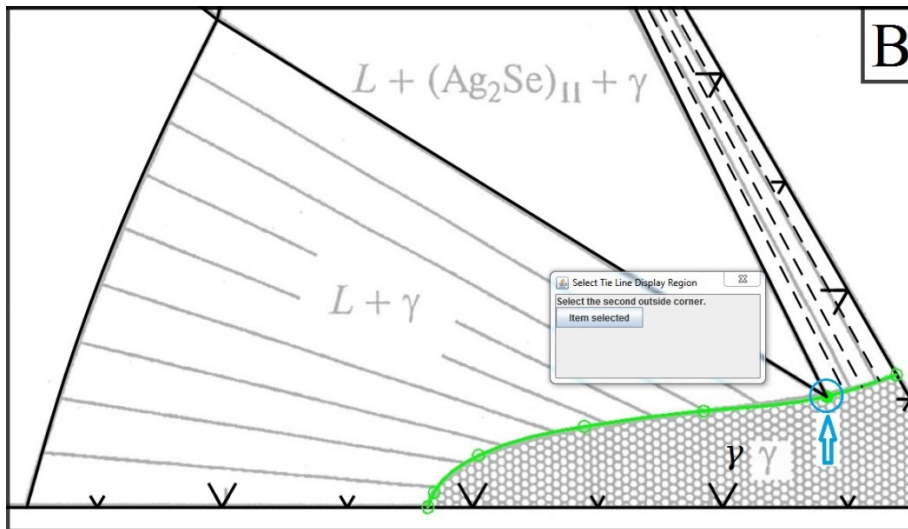 B
L + (Ag₂Se)II + γ
Select Tie Line Display Region
Select the second outside corner.
Item selected
L + γ
γ γ